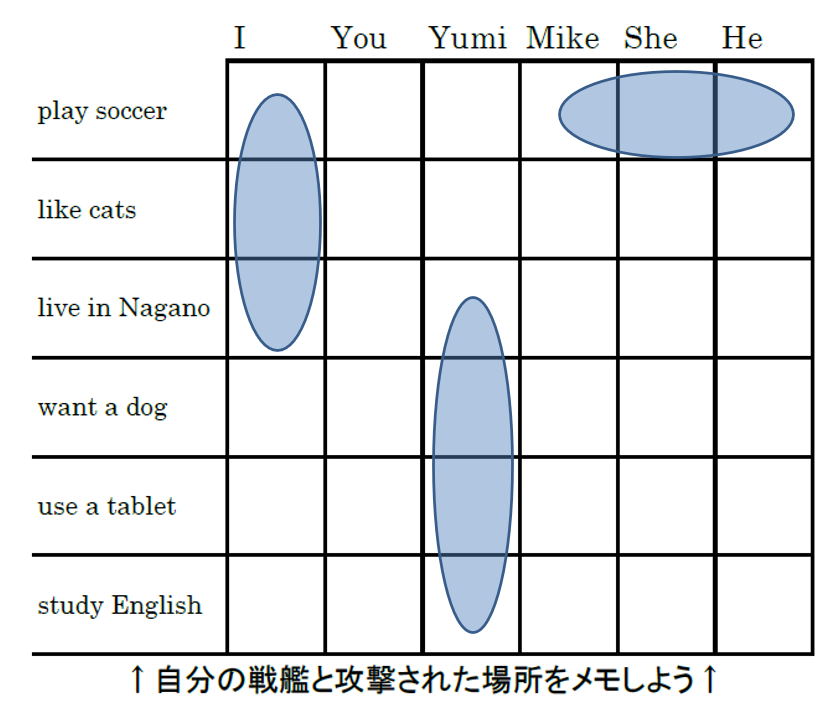 I You Yumi Mike She He
play soccer
like cats
live in Nagano
want a dog
use a tablet
study English
↑自分の戦艦と攻撃された場所をメモしよう↑